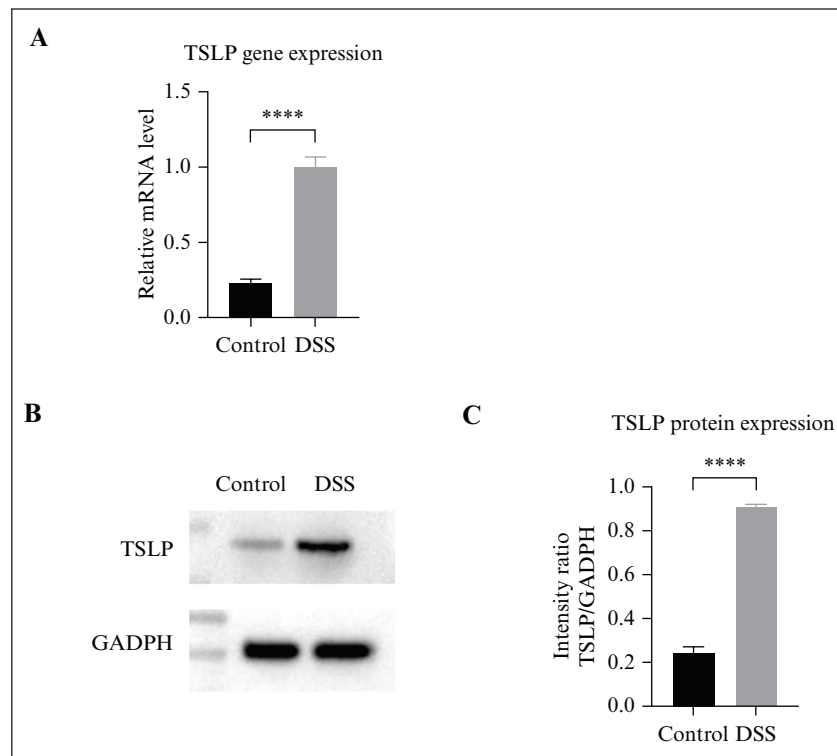 A
TSLP gene expression
Relative mRNA level
1.5
1.0
0.5
0.0
****
Control DSS
B
Control DSS
TSLP
GADPH
C
TSLP protein expression
Intensity ratio
TSLP/GADPH
1.0
0.8
0.6
0.4
0.2
0.0
****
Control DSS